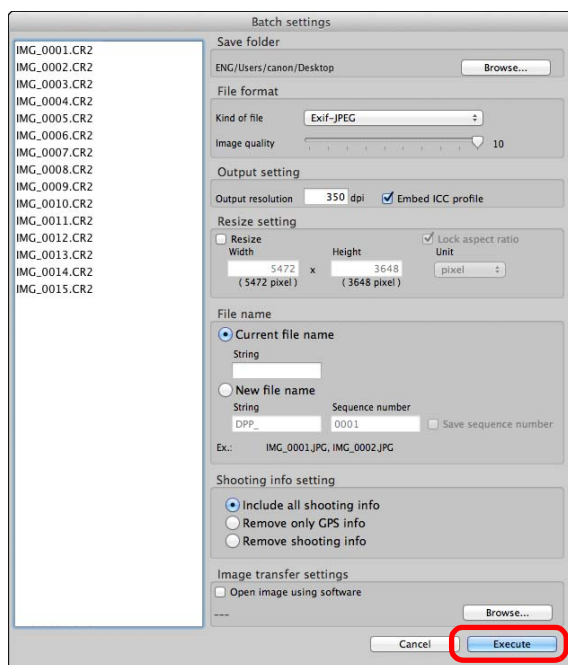 Batch settings
IMG_0001.CR2
IMG_0002.CR2
IMG_0003.CR2
IMG_0004.CR2
IMG_0005.CR2
IMG_0006.CR2
IMG_0007.CR2
IMG_0008.CR2
IMG_0009.CR2
IMG_0010.CR2
IMG_0011.CR2
IMG_0012.CR2
IMG_0013.CR2
IMG_0014.CR2
IMG_0015.CR2
Save folder
ENG/Users/canon/Desktop Browse...
File format
Kind of file Exif-JPEG
Image quality 10
Output setting
Output resolution 350 dpi Embed ICC profile
Resize setting
Resize Lock aspect ratio
Width Height Unit
5472 x 3648 pixel
( 5472 pixel ) ( 3648 pixel )
File name
Current file name
String
New file name
String Sequence number
DPP_ 0001 Save sequence number
Ex.: IMG_0001.JPG, IMG_0002.JPG
Shooting info setting
Include all shooting info
Remove only GPS info
Remove shooting info
Image transfer settings
Open image using software
--- Browse...
Cancel Execute